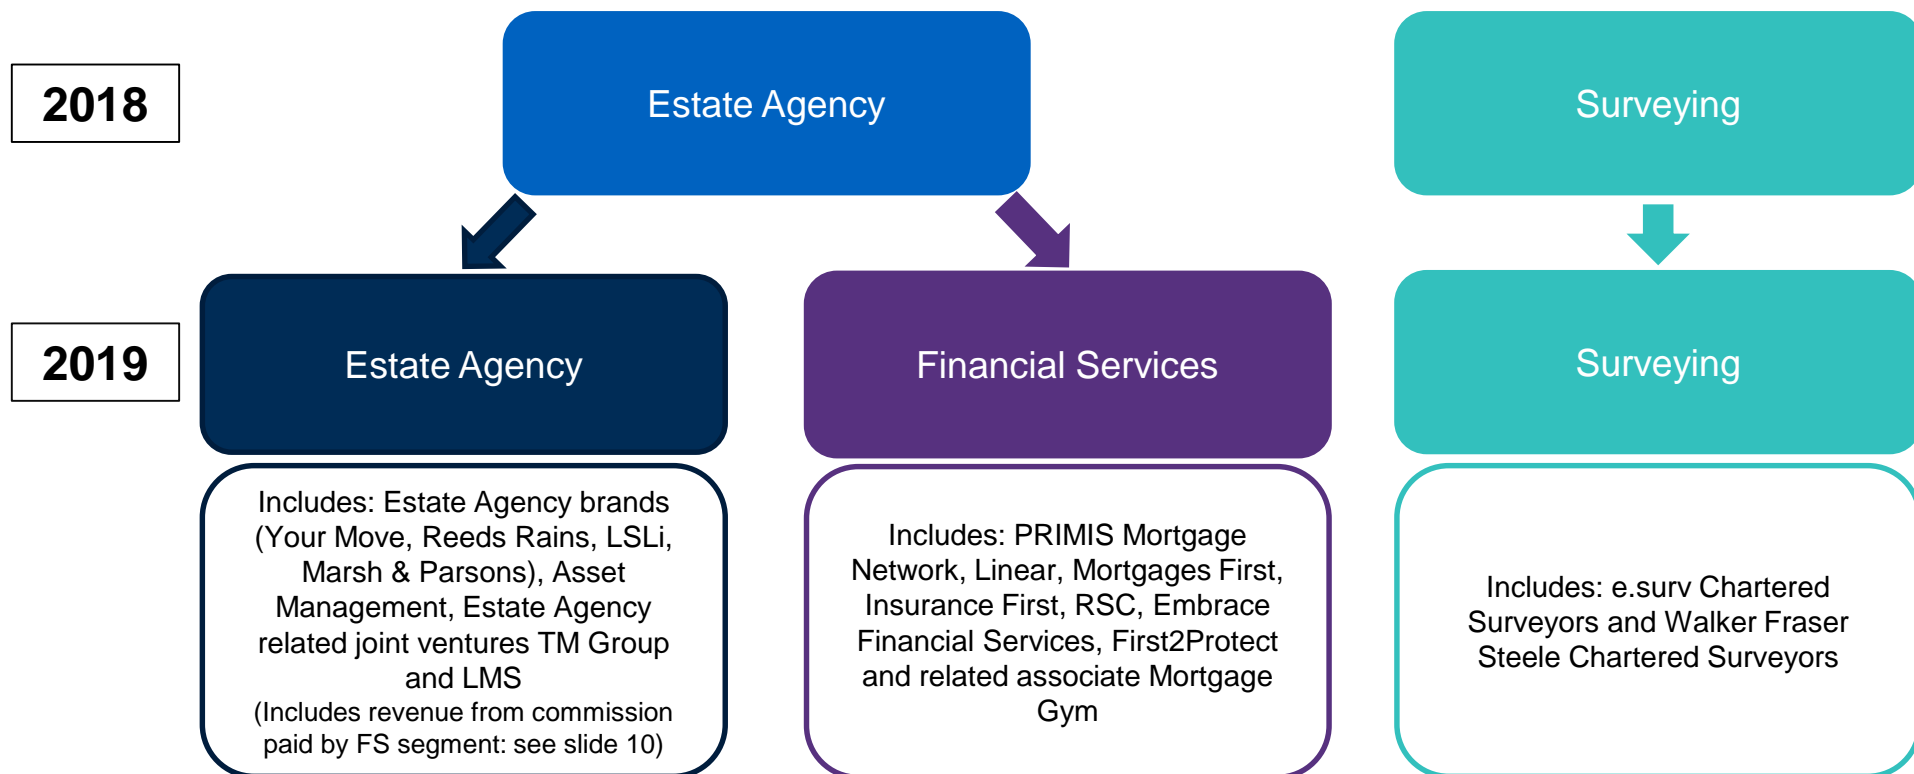 2018
Estate Agency
Surveying
2019
Estate Agency
Financial Services
Surveying
Includes: Estate Agency brands
(Your Move, Reeds Rains, LSLi,
Marsh & Parsons), Asset
Management, Estate Agency
related joint ventures TM Group
and LMS
(Includes revenue from commission
paid by FS segment: see slide 10)
Includes: PRIMIS Mortgage
Network, Linear, Mortgages First,
Insurance First, RSC, Embrace
Financial Services, First2Protect
and related associate Mortgage
Gym
Includes: e.surv Chartered
Surveyors and Walker Fraser
Steele Chartered Surveyors